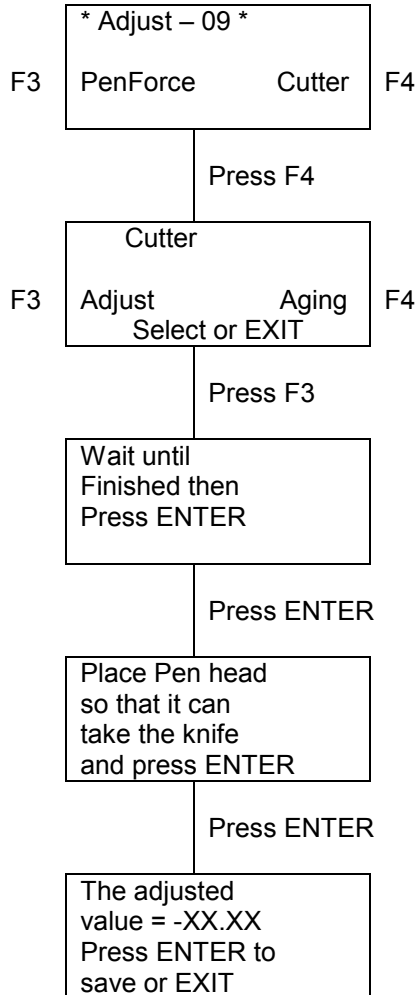 * Adjust – 09 *
F3 PenForce Cutter F4
Press F4
Cutter
F3 Adjust Aging F4
Select or EXIT
Press F3
Wait until
Finished then
Press ENTER
Press ENTER
Place Pen head
so that it can
take the knife
and press ENTER
Press ENTER
The adjusted
value = -XX.XX
Press ENTER to
save or EXIT